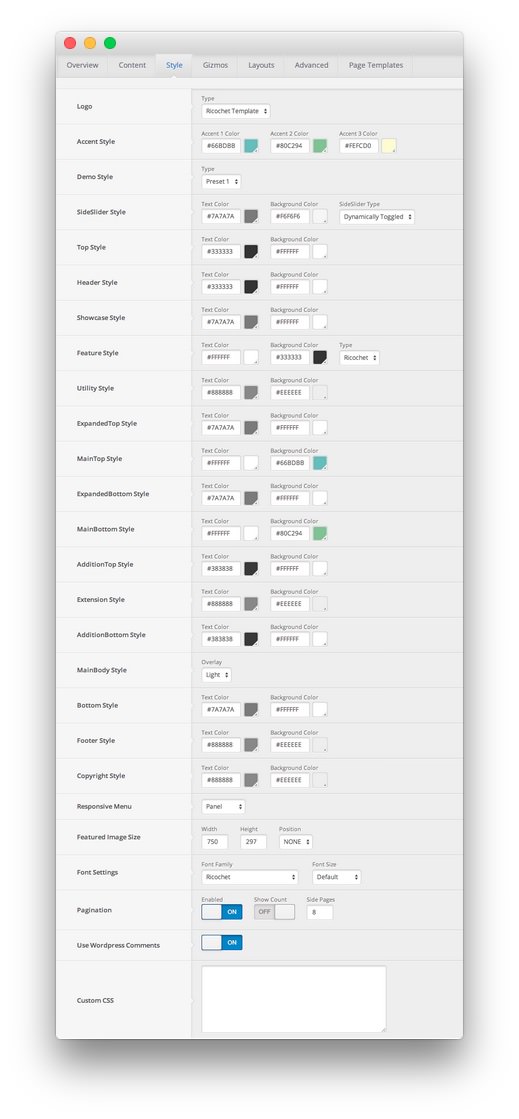 Overview Content Style Gizmos Layouts Advanced Page Templates
Type
Logo
Ricochet Template
Accent 1 Color Accent 2 Color Accent 3 Color
Accent Style
#66BDBB #80C294 #FEFCD0
Type
Demo Style
Preset 1
Text Color Background Color SideSlider Type
SideSlider Style
#7A7A7A #F6F6F6 Dynamically Toggled
Text Color Background Color
Top Style
#333333 #FFFFFF
Text Color Background Color
Header Style
#333333 #FFFFFF
Text Color Background Color
Showcase Style
#7A7A7A #FFFFFF
Text Color Background Color Type
Feature Style
#FFFFFF #333333 Ricochet
Text Color Background Color
Utility Style
#888888 #EEEEEE
Text Color Background Color
ExpandedTop Style
#7A7A7A #FFFFFF
Text Color Background Color
MainTop Style
#FFFFFF #66BDBB
Text Color Background Color
ExpandedBottom Style
#7A7A7A #FFFFFF
Text Color Background Color
MainBottom Style
#FFFFFF #80C294
Text Color Background Color
AdditionTop Style
#383838 #FFFFFF
Text Color Background Color
Extension Style
#888888 #EEEEEE
Text Color Background Color
AdditionBottom Style
#383838 #FFFFFF
Overlay
MainBody Style
Light
Text Color Background Color
Bottom Style
#7A7A7A #FFFFFF
Text Color Background Color
Footer Style
#888888 #EEEEEE
Text Color Background Color
Copyright Style
#888888 #EEEEEE
Responsive Menu Panel
Width Height Position
Featured Image Size
750 297 NONE
Font Family Font Size
Font Settings
Ricochet Default
Enabled Show Count Side Pages
Pagination
ON OFF 8
Use Wordpress Comments ON
Custom CSS